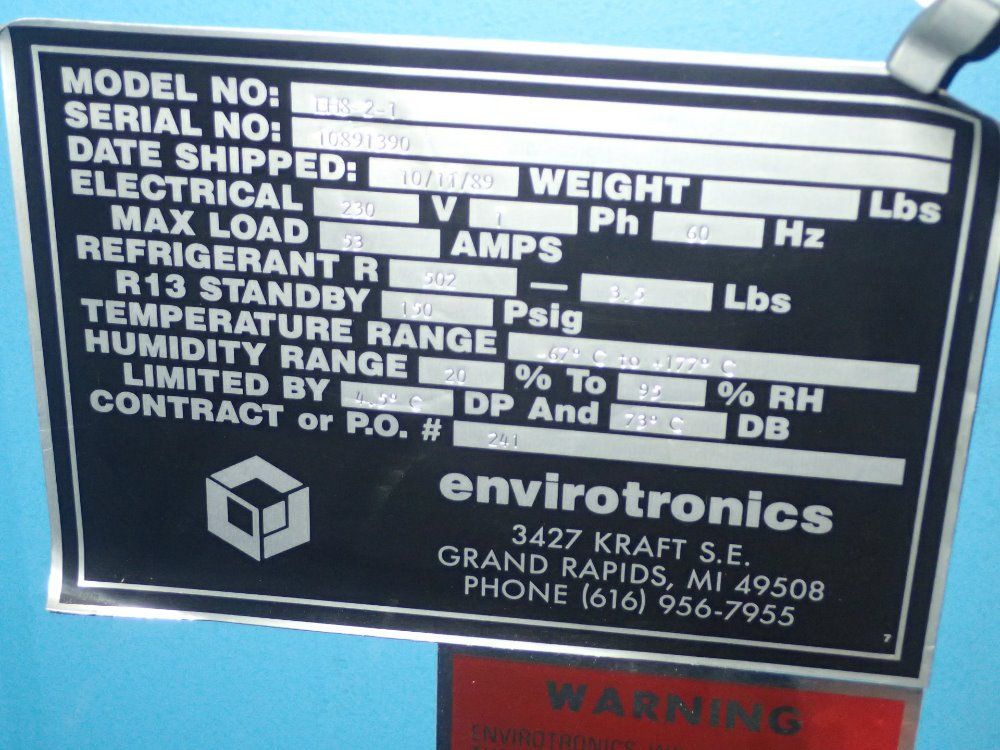 MODEL NO: EH8-2-1
SERIAL NO: 10891390
DATE SHIPPED: 10/11/89 WEIGHT Lbs
ELECTRICAL 230 V 1 Ph 60 Hz
MAX LOAD 53 AMPS
REFRIGERANT R 502 — 3.5 Lbs
R13 STANDBY 150 Psig
TEMPERATURE RANGE -67° C to +177° C
HUMIDITY RANGE 20 % To 95 % RH
LIMITED BY 4.5° C DP And 73° C DB
CONTRACT or P.O. # 241
envirotronics
3427 KRAFT S.E.
GRAND RAPIDS, MI 49508
PHONE (616) 956-7955
7
WARNING
ENVIROTRONICS